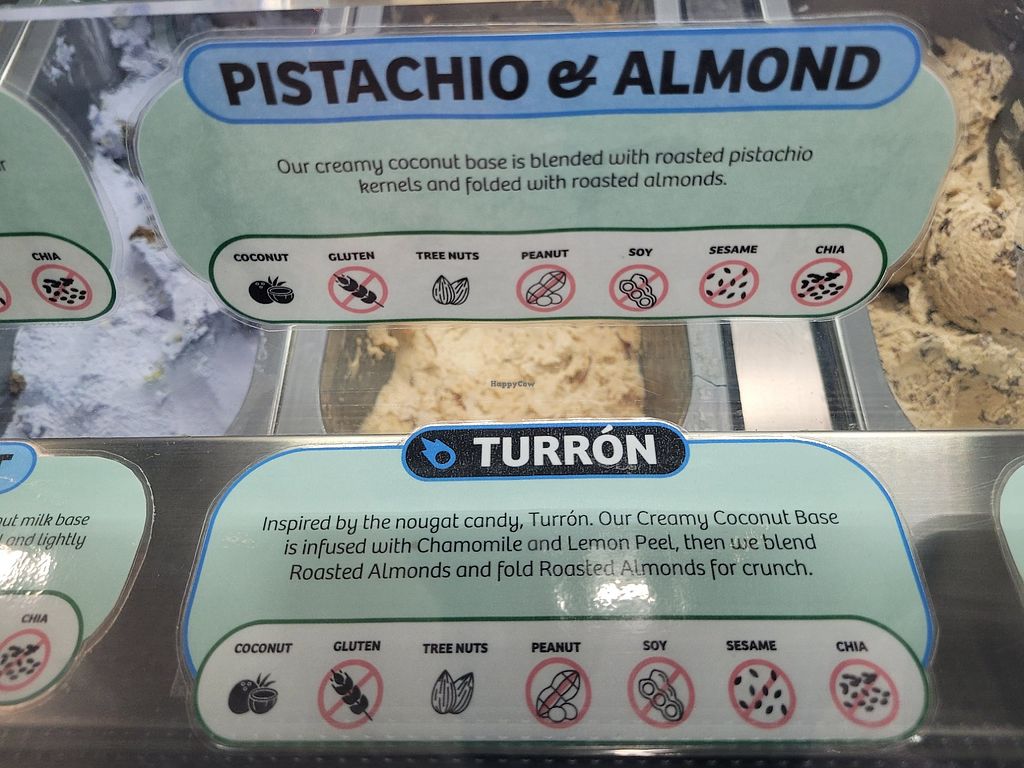 PISTACHIO & ALMOND
Our creamy coconut base is blended with roasted pistachio
kernels and folded with roasted almonds.
COCONUT GLUTEN TREE NUTS PEANUT SOY SESAME CHIA
CHIA
HappyCow
TURRÓN
Inspired by the nougat candy, Turrón. Our Creamy Coconut Base
is infused with Chamomile and Lemon Peel, then we blend
Roasted Almonds and fold Roasted Almonds for crunch.
COCONUT GLUTEN TREE NUTS PEANUT SOY SESAME CHIA
milk base
and lightly
CHIA